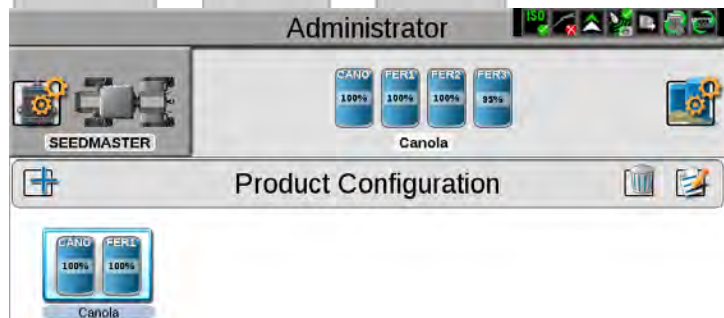 Administrator
ISO
CANO FER1 FER2 FER3
100% 100% 100% 95%
SEEDMASTER
Canola
Product Configuration
CANO FER1
100% 100%
Canola